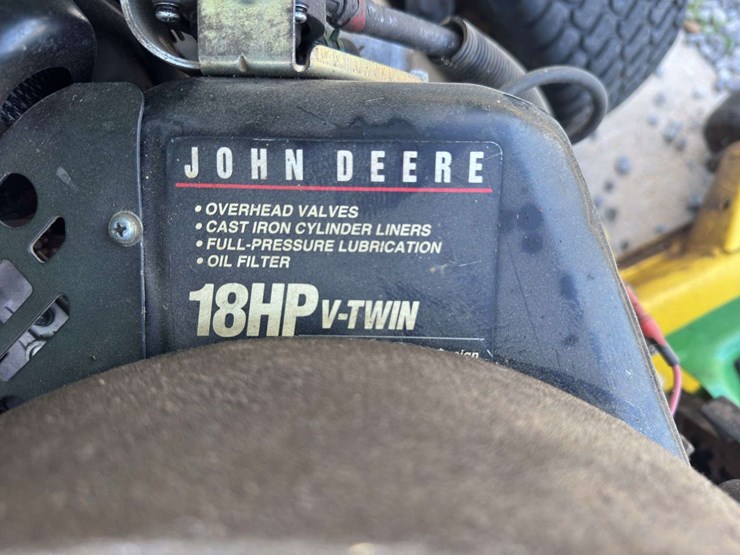 JOHN DEERE
• OVERHEAD VALVES
• CAST IRON CYLINDER LINERS
• FULL-PRESSURE LUBRICATION
• OIL FILTER
18HP V-TWIN